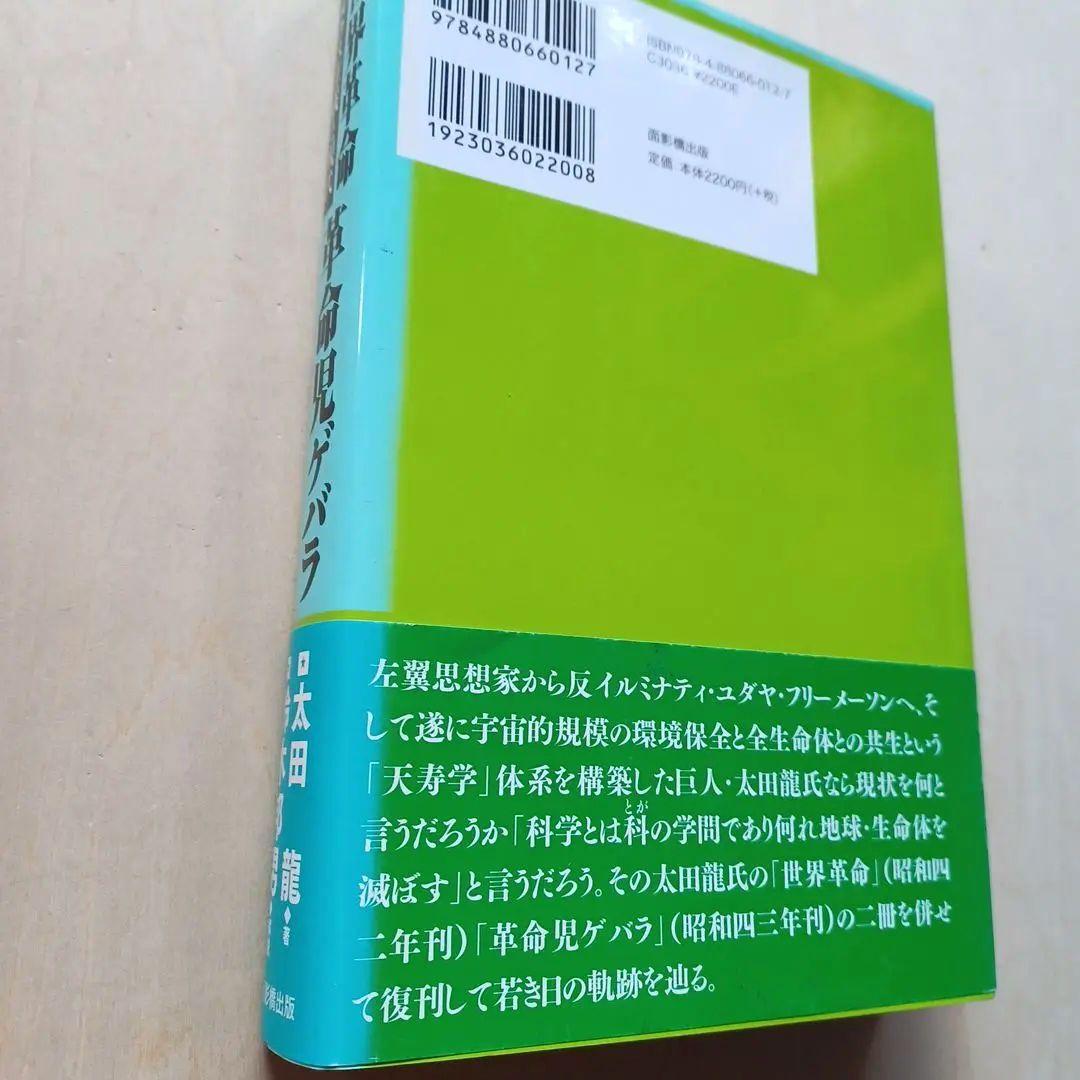 9784880660127
ISBN978-4-88066-012-7
C3036 ¥2200E
1923036022008
面影橋出版
定価 本体2200円(+税)
世界革命 革命児ゲバラ
太田 龍◆著
影橋出版
左翼思想家から反イルミナティ・ユダヤ・フリーメーソンへ、そ
して遂に宇宙的規模の環境保全と全生命体との共生という
「天寿学」体系を構築した巨人・太田龍氏なら現状を何と
言うだろうか「科学とは科の学問であり何れ地球・生命体を
とが
滅ぼす」と言うだろう。その太田龍氏の「世界革命」(昭和四
二年刊)「革命児ゲバラ」(昭和四三年刊)の二冊を併せ
て復刊して若き日の軌跡を辿る。